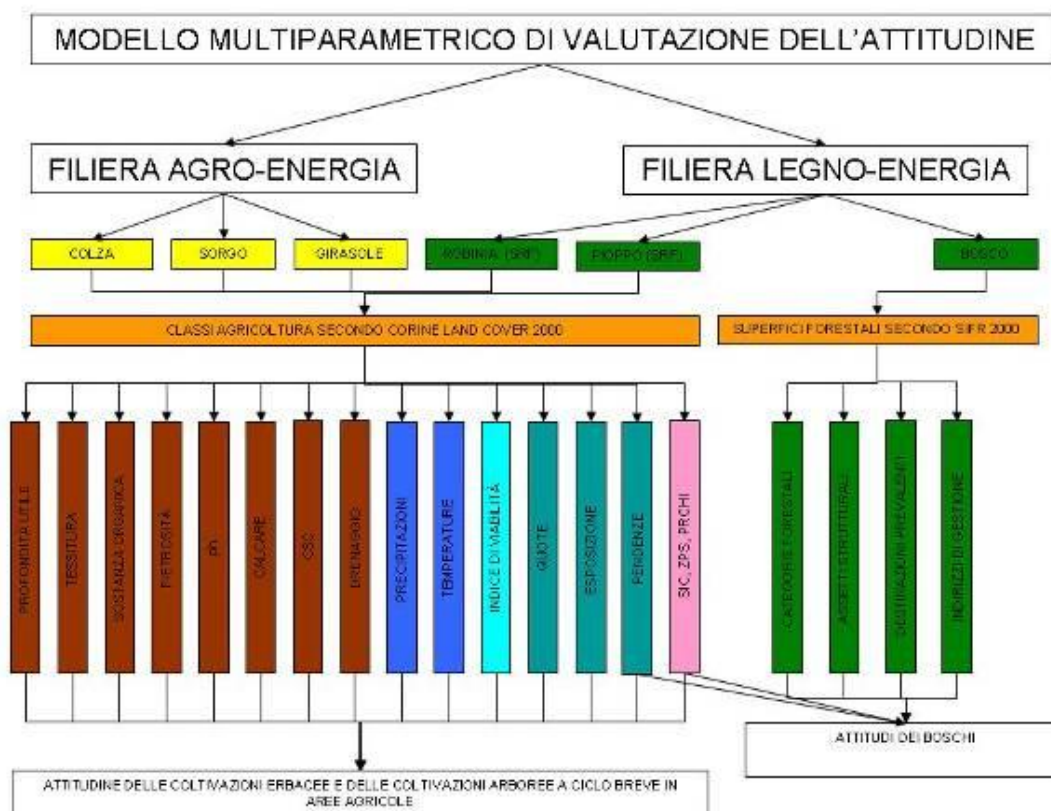 MODELLO MULTIPARAMETRICO DI VALUTAZIONE DELL'ATTITUDINE
FILIERA AGRO-ENERGIA
FILIERA LEGNO-ENERGIA
COLZA
SORGO
GIRASOLE
ROBINIA (SRF)
PIOPPO (SRF)
BOSCO
CLASSI AGRICOLTURA SECONDO CORINE LAND COVER 2000
SUPERFICI FORESTALI SECONDO SIFR 2000
PROFONDITA UTILE
TESSITURA
SOSTANZA ORGANICA
PIETROSITÀ
ph
CALCARE
CSC
DRENAGGIO
PRECIPITAZIONI
TEMPERATURE
INDICE DI VIABILITÀ
QUOTE
ESPOSIZIONE
PENDENZE
SIC, ZPS, PRCHI
CATEGORIE FORESTALI
ASSETTI STRUTTURALI
DESTINAZIONI PREVALENTI
INDIRIZZI DI GESTIONE
ATTITUDI DEI BOSCHI
ATTITUDINE DELLE COLTIVAZIONI ERBACEE E DELLE COLTIVAZIONI ARBOREE A CICLO BREVE IN
AREE AGRICOLE